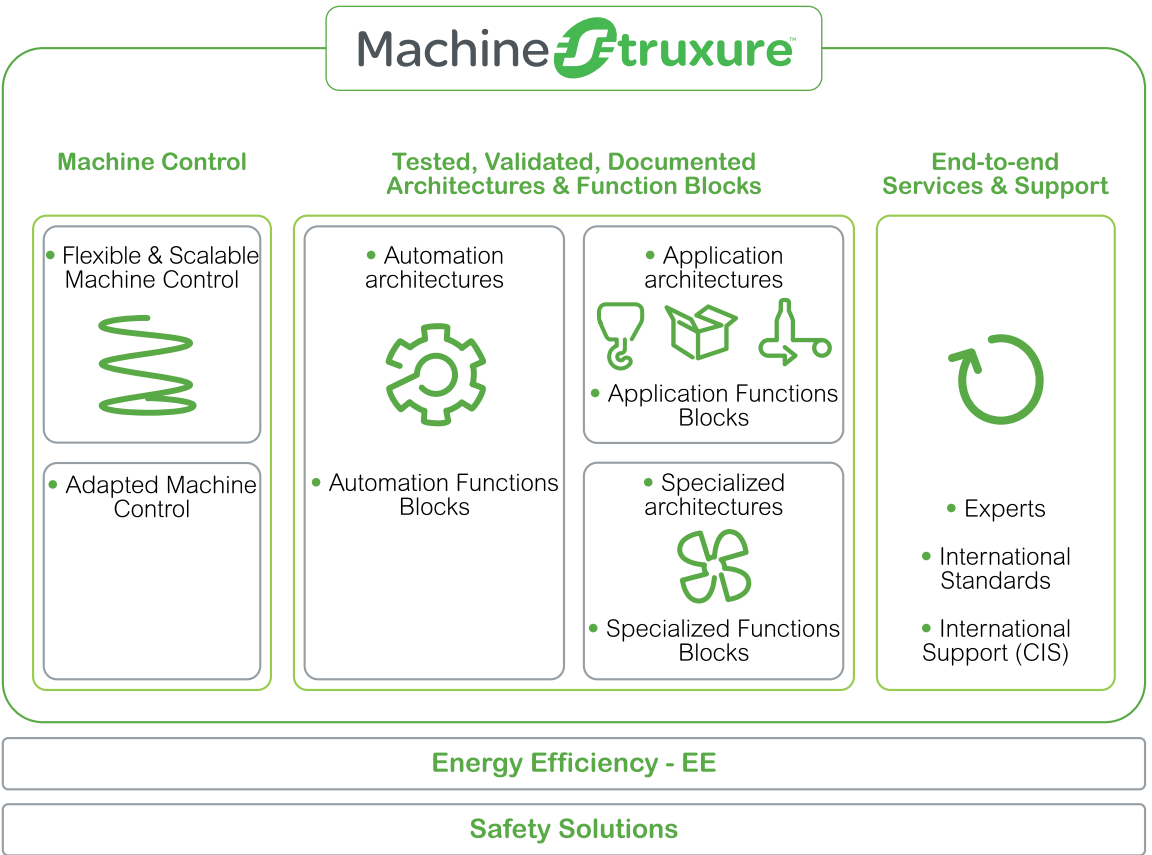 MachineStruxure™
Machine Control
Tested, Validated, Documented
Architectures & Function Blocks
End-to-end
Services & Support
• Flexible & Scalable
Machine Control
• Adapted Machine
Control
• Automation
architectures
• Automation Functions
Blocks
• Application
architectures
• Application Functions
Blocks
• Specialized
architectures
• Specialized Functions
Blocks
• Experts
• International
Standards
• International
Support (CIS)
Energy Efficiency - EE
Safety Solutions